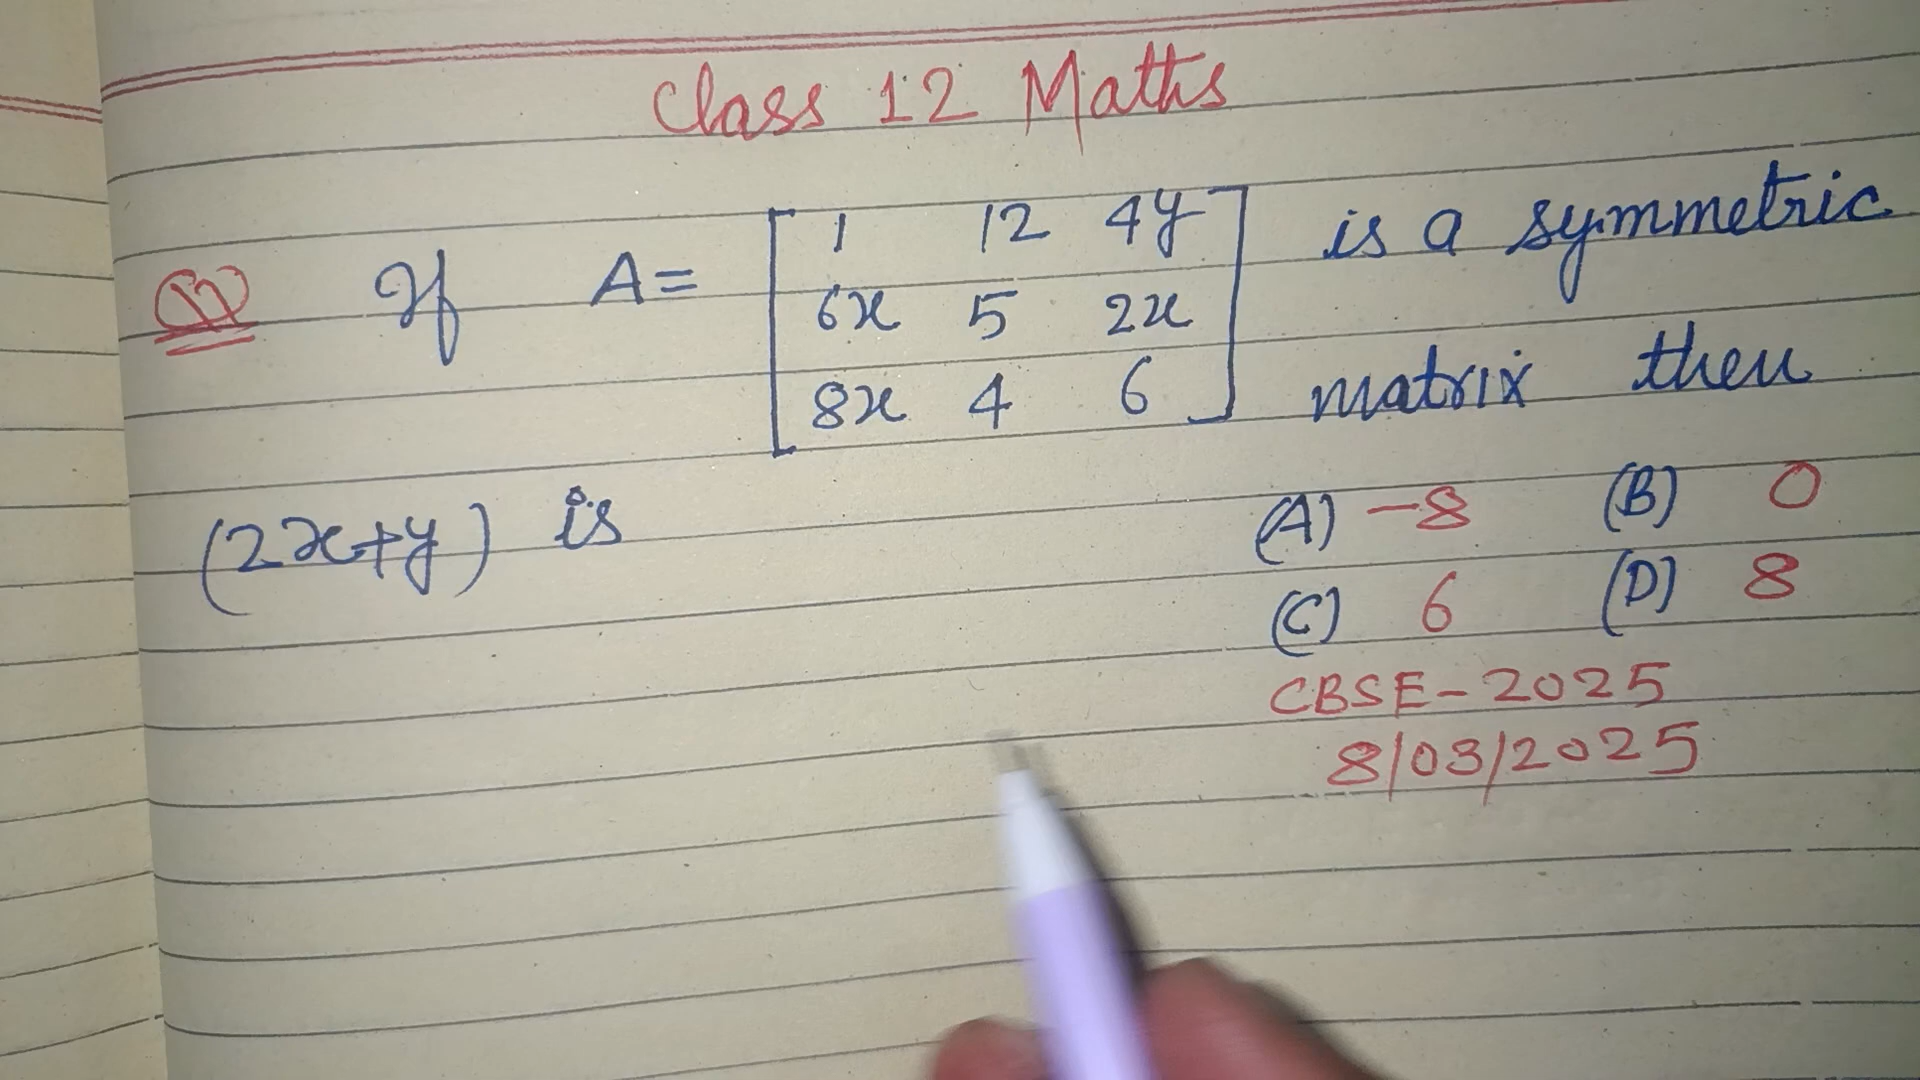 Class 12 Maths
Q If A = [ 1 12 4y
6x 5 2x
8x 4 6 ] is a symmetric
matrix then
(2x+y) is
(A) -8 (B) 0
(C) 6 (D) 8
CBSE-2025
8/03/2025